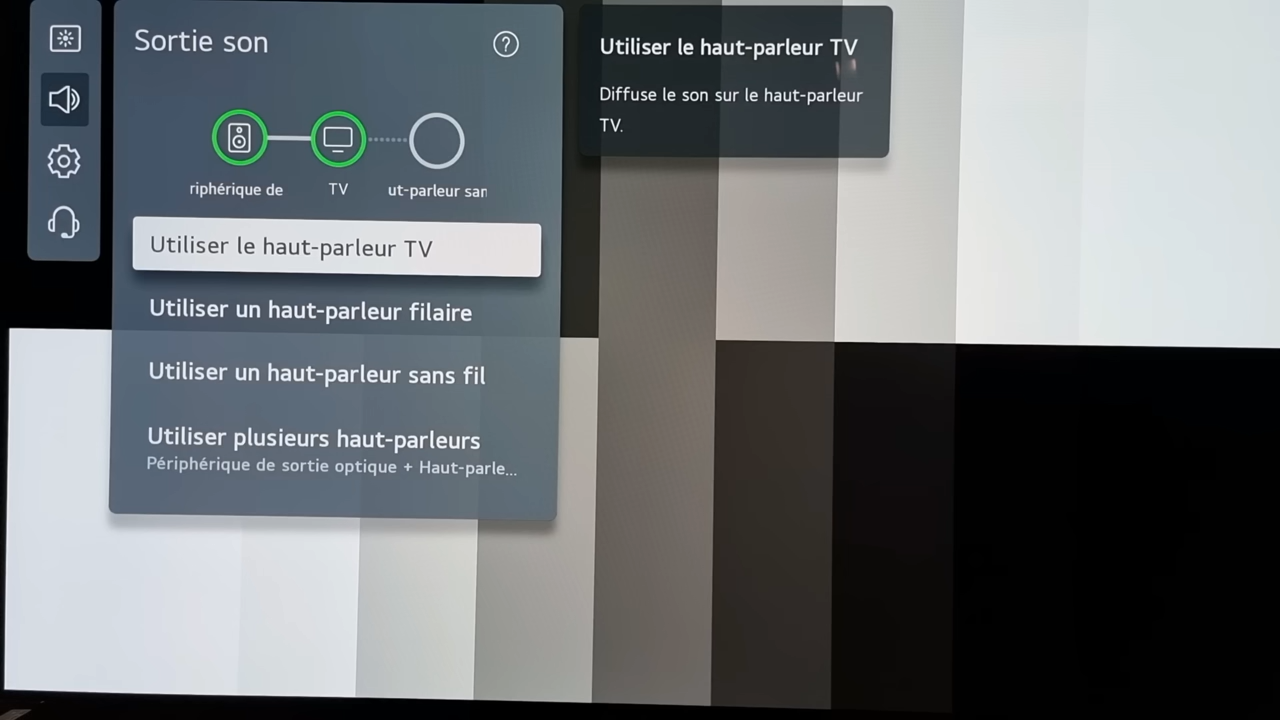 Sortie son
riphérique de
TV
ut-parleur san
Utiliser le haut-parleur TV
Utiliser un haut-parleur filaire
Utiliser un haut-parleur sans fil
Utiliser plusieurs haut-parleurs
Périphérique de sortie optique + Haut-parle...
Utiliser le haut-parleur TV
Diffuse le son sur le haut-parleur
TV.